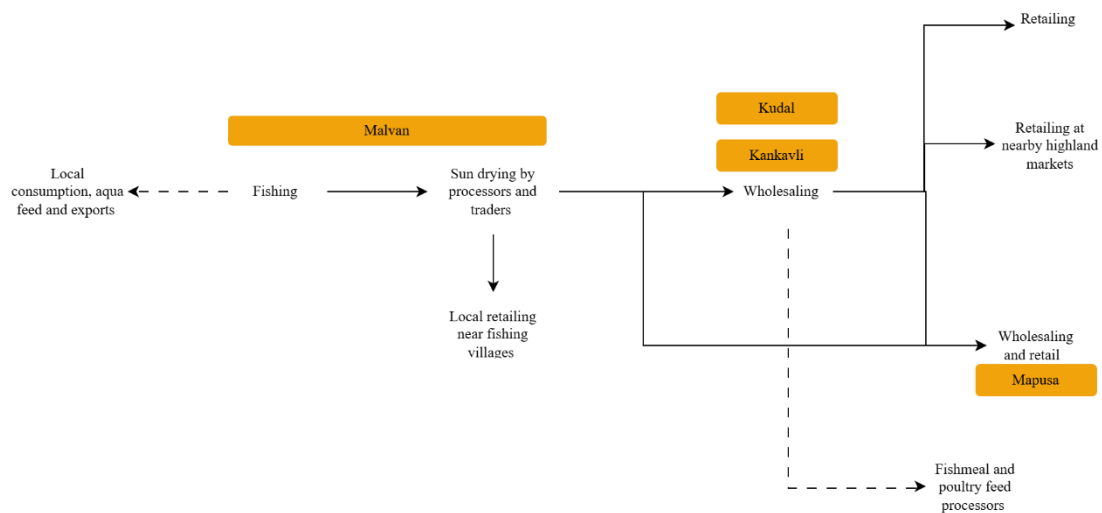 Retailing
Malvan
Kudal
Kankavli
Retailing at
nearby highland
markets
Local
consumption, aqua
feed and exports
Fishing
Sun drying by
processors and
traders
Wholesaling
Local retailing
near fishing
villages
Wholesaling
and retail
Mapusa
Fishmeal and
poultry feed
processors